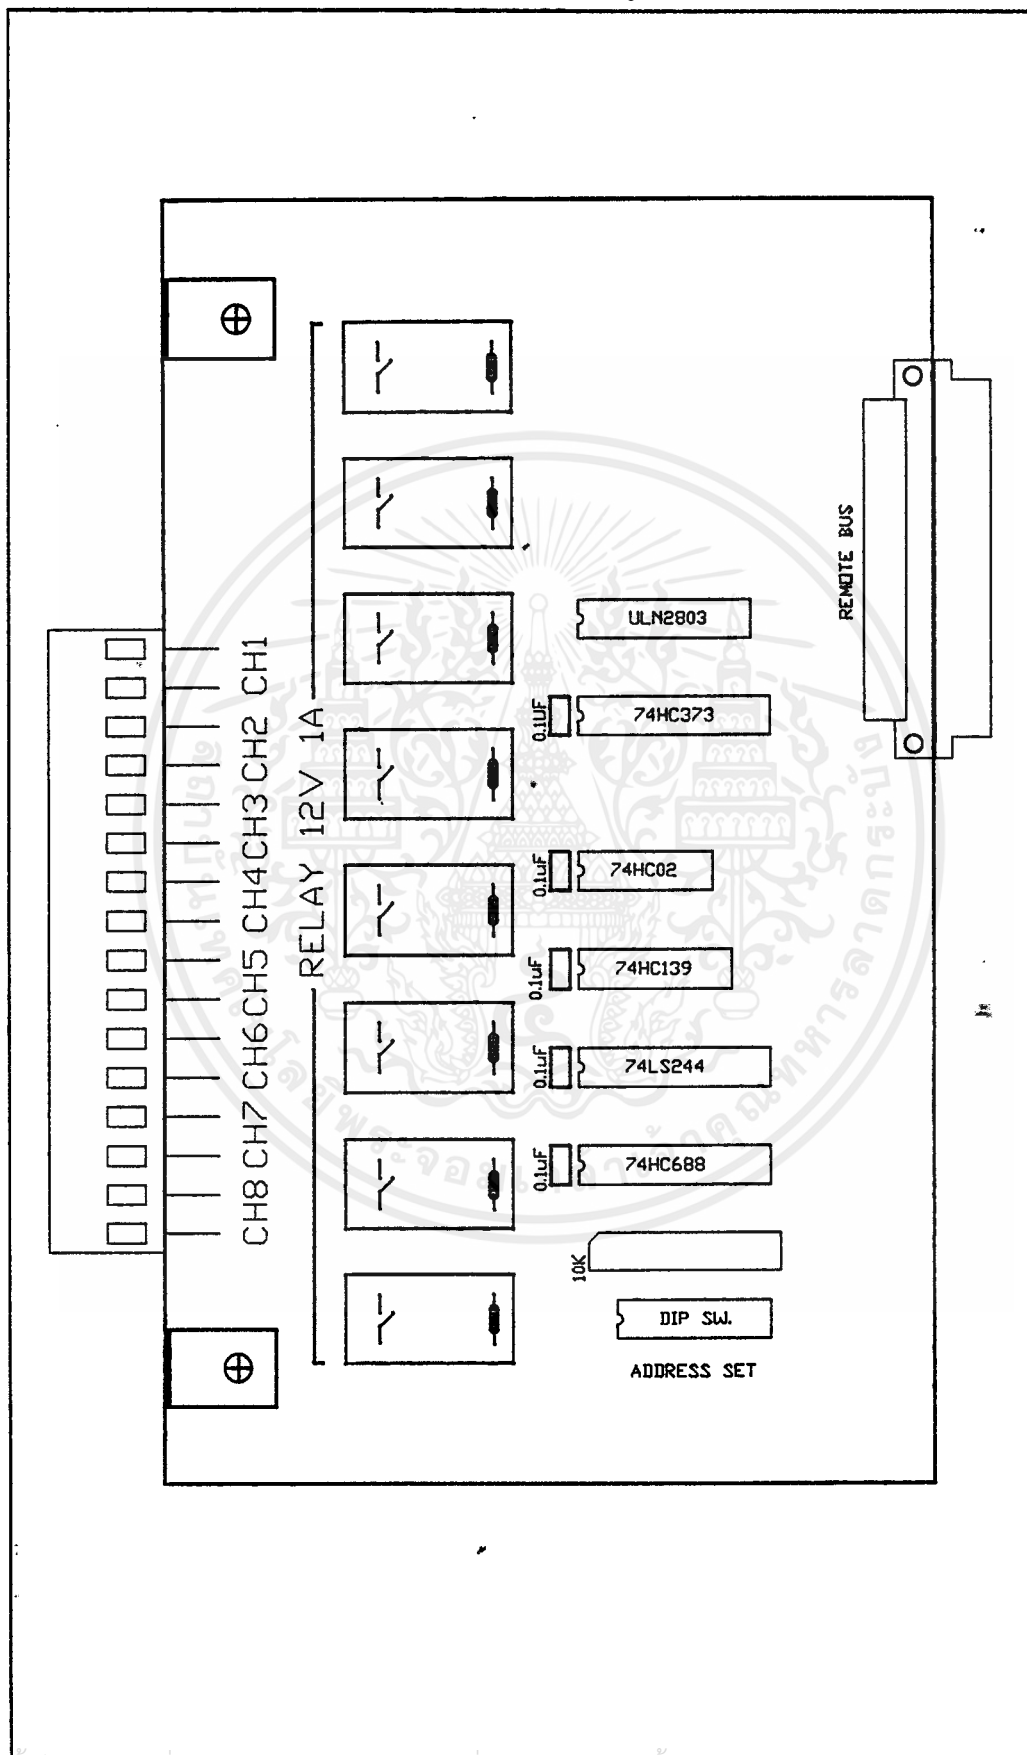 CH1
CH2
CH3
CH4
CH5
CH6
CH7
CH8
RELAY 12V 1A
ULN2803
0.1UF
74HC373
0.1uF
74HC02
0.1uF
74HC139
0.1uF
74LS244
0.1uF
74HC688
10K
DIP SW.
ADDRESS SET
REMOTE BUS